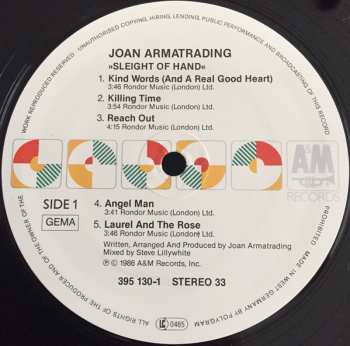 UNAUTHORISED COPYING, HIRING, LENDING, PUBLIC PERFORMANCE AND BROADCASTING OF THIS RECORD PROHIBITED.
JOAN ARMATRADING
»SLEIGHT OF HAND«
1. Kind Words (And A Real Good Heart)
3:46 Rondor Music (London) Ltd.
2. Killing Time
3:54 Rondor Music (London) Ltd.
3. Reach Out
4:15 Rondor Music (London) Ltd.
A&M
RECORDS
SIDE 1
GEMA
4. Angel Man
3:41 Rondor Music (London) Ltd.
5. Laurel And The Rose
3:46 Rondor Music (London) Ltd.
Written, Arranged And Produced by Joan Armatrading
Mixed by Steve Lillywhite
℗ © 1986 A&M Records, Inc.
395 130-1 STEREO 33
LC 0485
MADE IN WEST GERMANY BY POLYGRAM
ALL RIGHTS OF THE PRODUCER AND OF THE OWNER OF THE WORK REPRODUCED RESERVED.